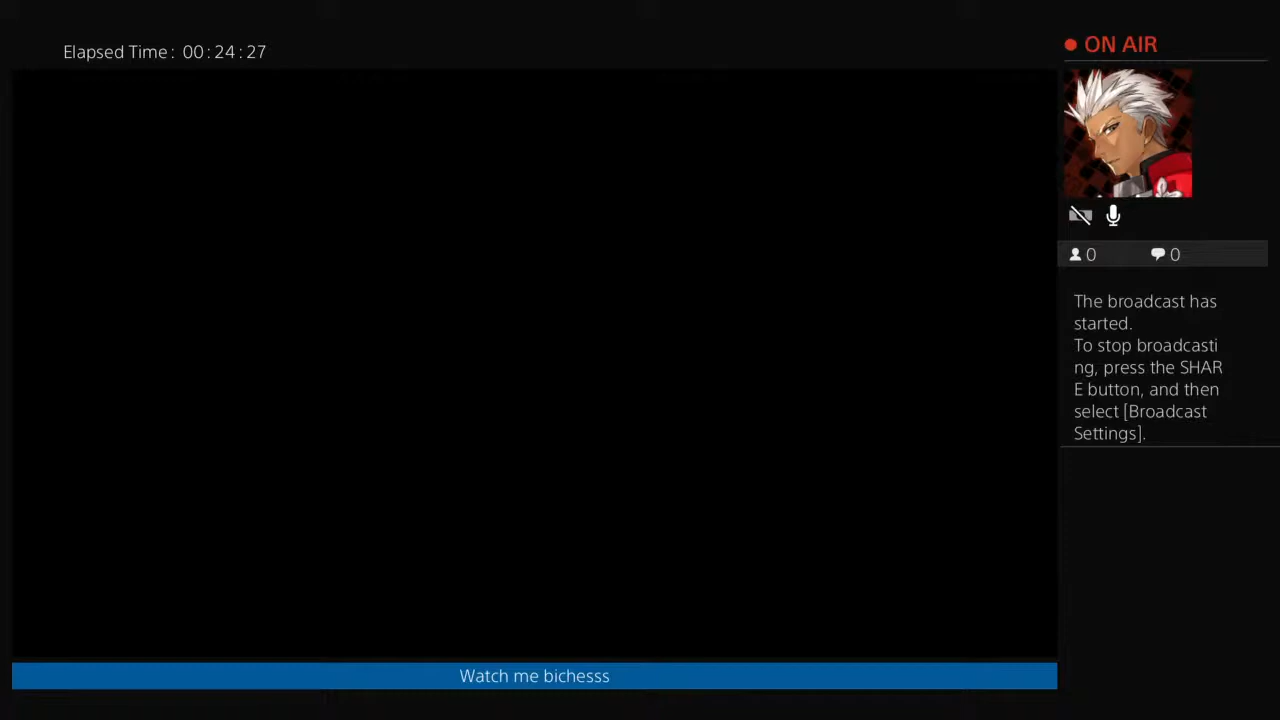 Elapsed Time: 00:24:27
ON AIR
0 0
The broadcast has
started.
To stop broadcasti
ng, press the SHAR
E button, and then
select [Broadcast
Settings].
Watch me bichesss